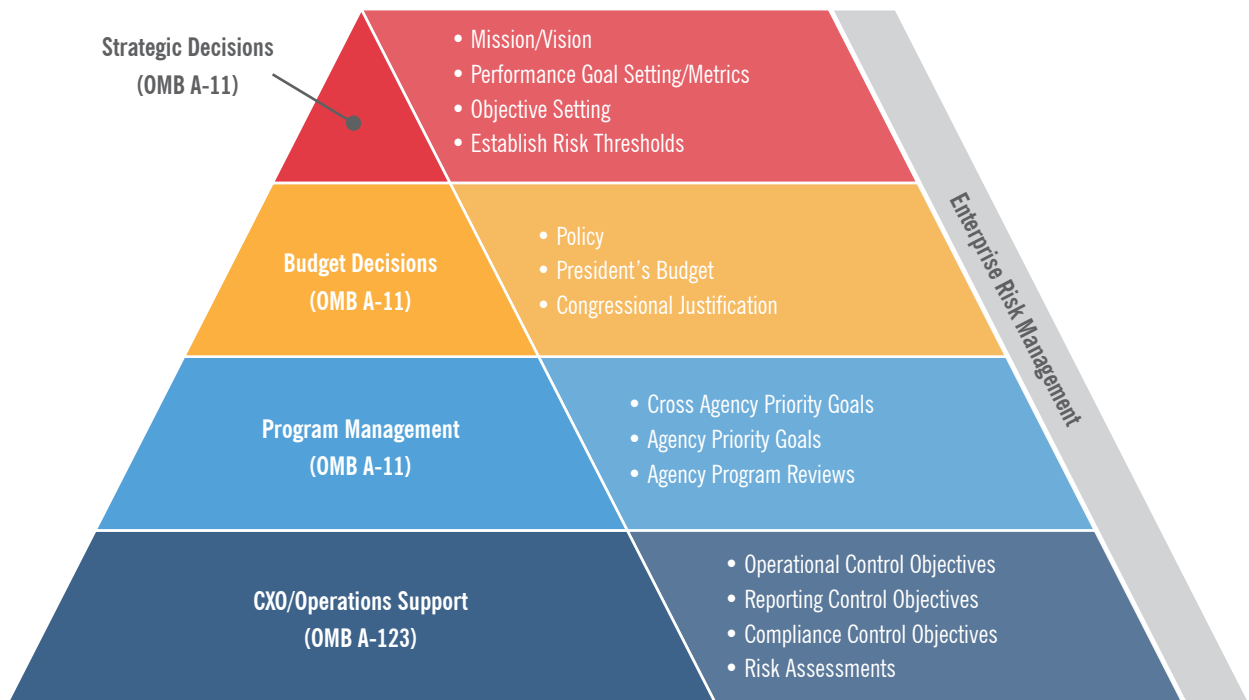 Strategic Decisions
(OMB A-11)
• Mission/Vision
• Performance Goal Setting/Metrics
• Objective Setting
• Establish Risk Thresholds
Budget Decisions
(OMB A-11)
• Policy
• President’s Budget
• Congressional Justification
Program Management
(OMB A-11)
• Cross Agency Priority Goals
• Agency Priority Goals
• Agency Program Reviews
CXO/Operations Support
(OMB A-123)
• Operational Control Objectives
• Reporting Control Objectives
• Compliance Control Objectives
• Risk Assessments
Enterprise Risk Management